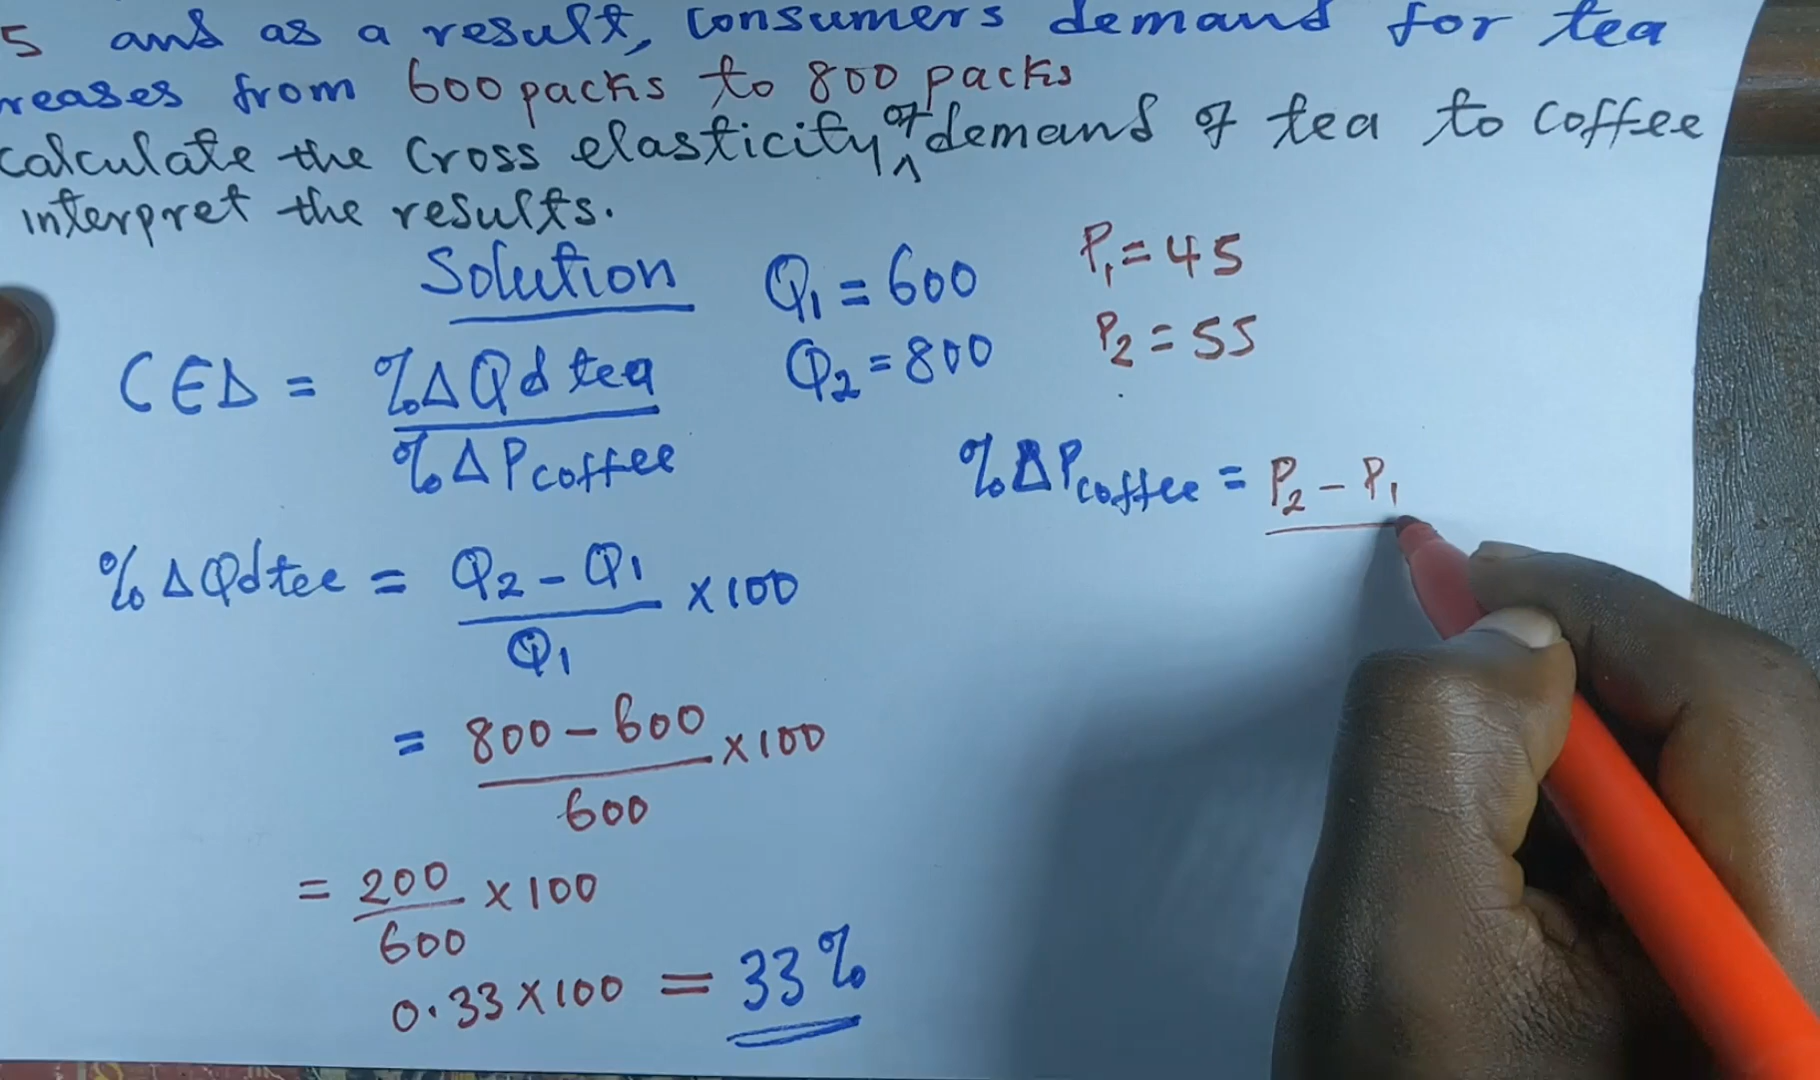 5 and as a result, consumers demand for tea
reases from 600 packs to 800 packs
calculate the cross elasticity of demand of tea to coffee
interpret the results.
Solution
Q1 = 600
P1 = 45
Q2 = 800
P2 = 55
CED = %ΔQd tea / %ΔPcoffee
%ΔPcoffee = P2 - P1
%ΔQdtee = Q2 - Q1 / Q1 × 100
= 800 - 600 / 600 × 100
= 200 / 600 × 100
0.33 × 100 = 33%